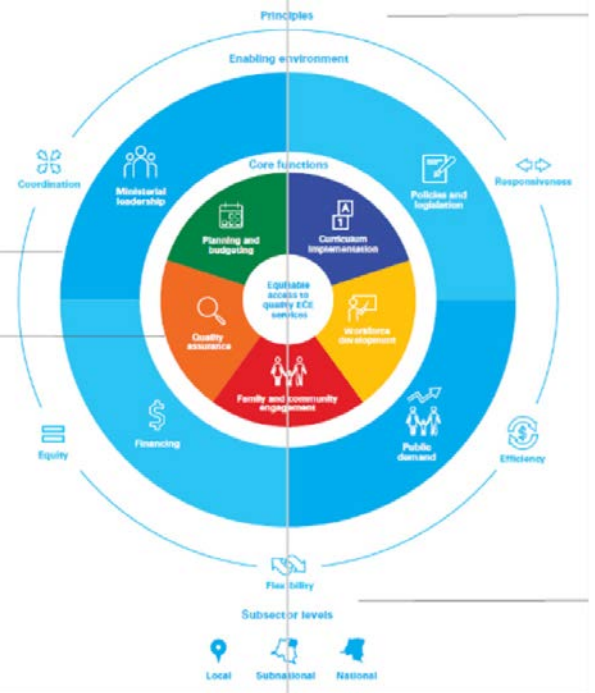 Principles
Enabling environment
Coordination
Responsiveness
Ministerial
leadership
Policies and
legislation
Core functions
Planning and
budgeting
Curriculum
implementation
A
1
Equitable
access to
quality ECE
services
Quality
assurance
Workforce
development
Family and community
engagement
Financing
$
Public
demand
Equity
$
Efficiency
Flexibility
Subsector levels
Local
Subnational
National